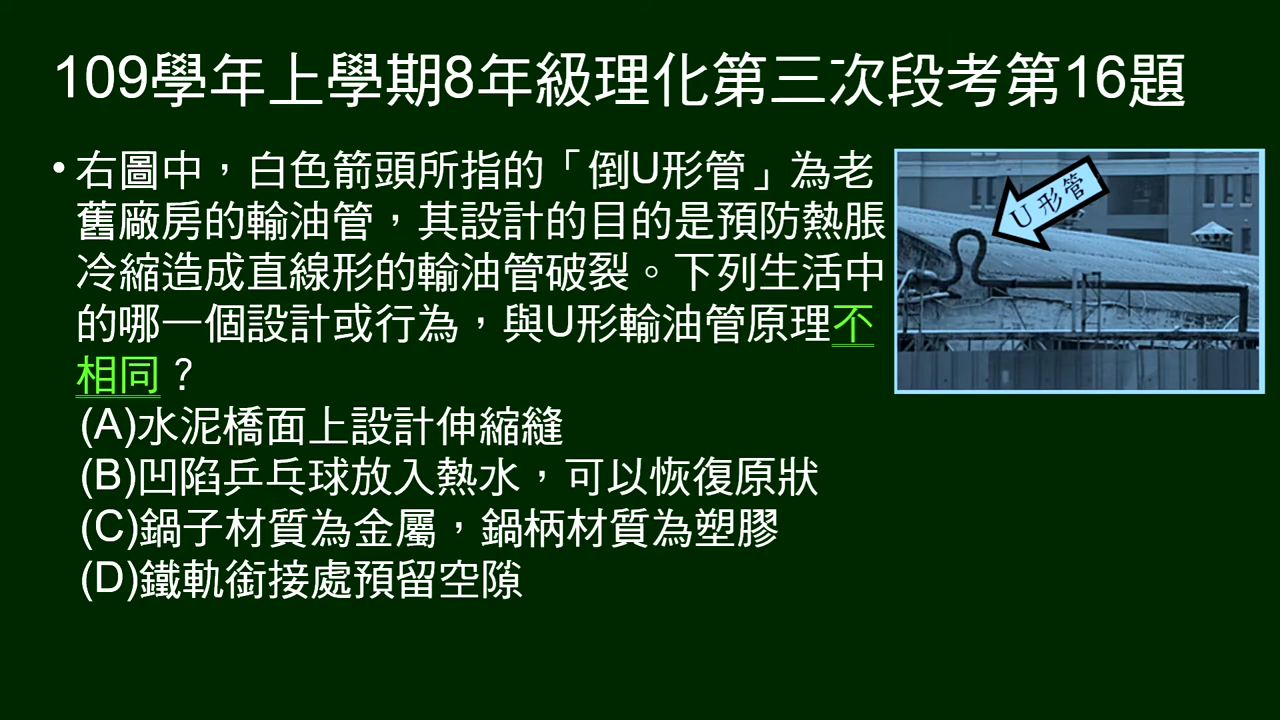 109學年上學期8年級理化第三次段考第16題
• 右圖中，白色箭頭所指的「倒U形管」為老
舊廠房的輸油管，其設計的目的是預防熱脹
冷縮造成直線形的輸油管破裂。下列生活中
的哪一個設計或行為，與U形輸油管原理不
相同？
(A)水泥橋面上設計伸縮縫
(B)凹陷乒乓球放入熱水，可以恢復原狀
(C)鍋子材質為金屬，鍋柄材質為塑膠
(D)鐵軌銜接處預留空隙
U形管